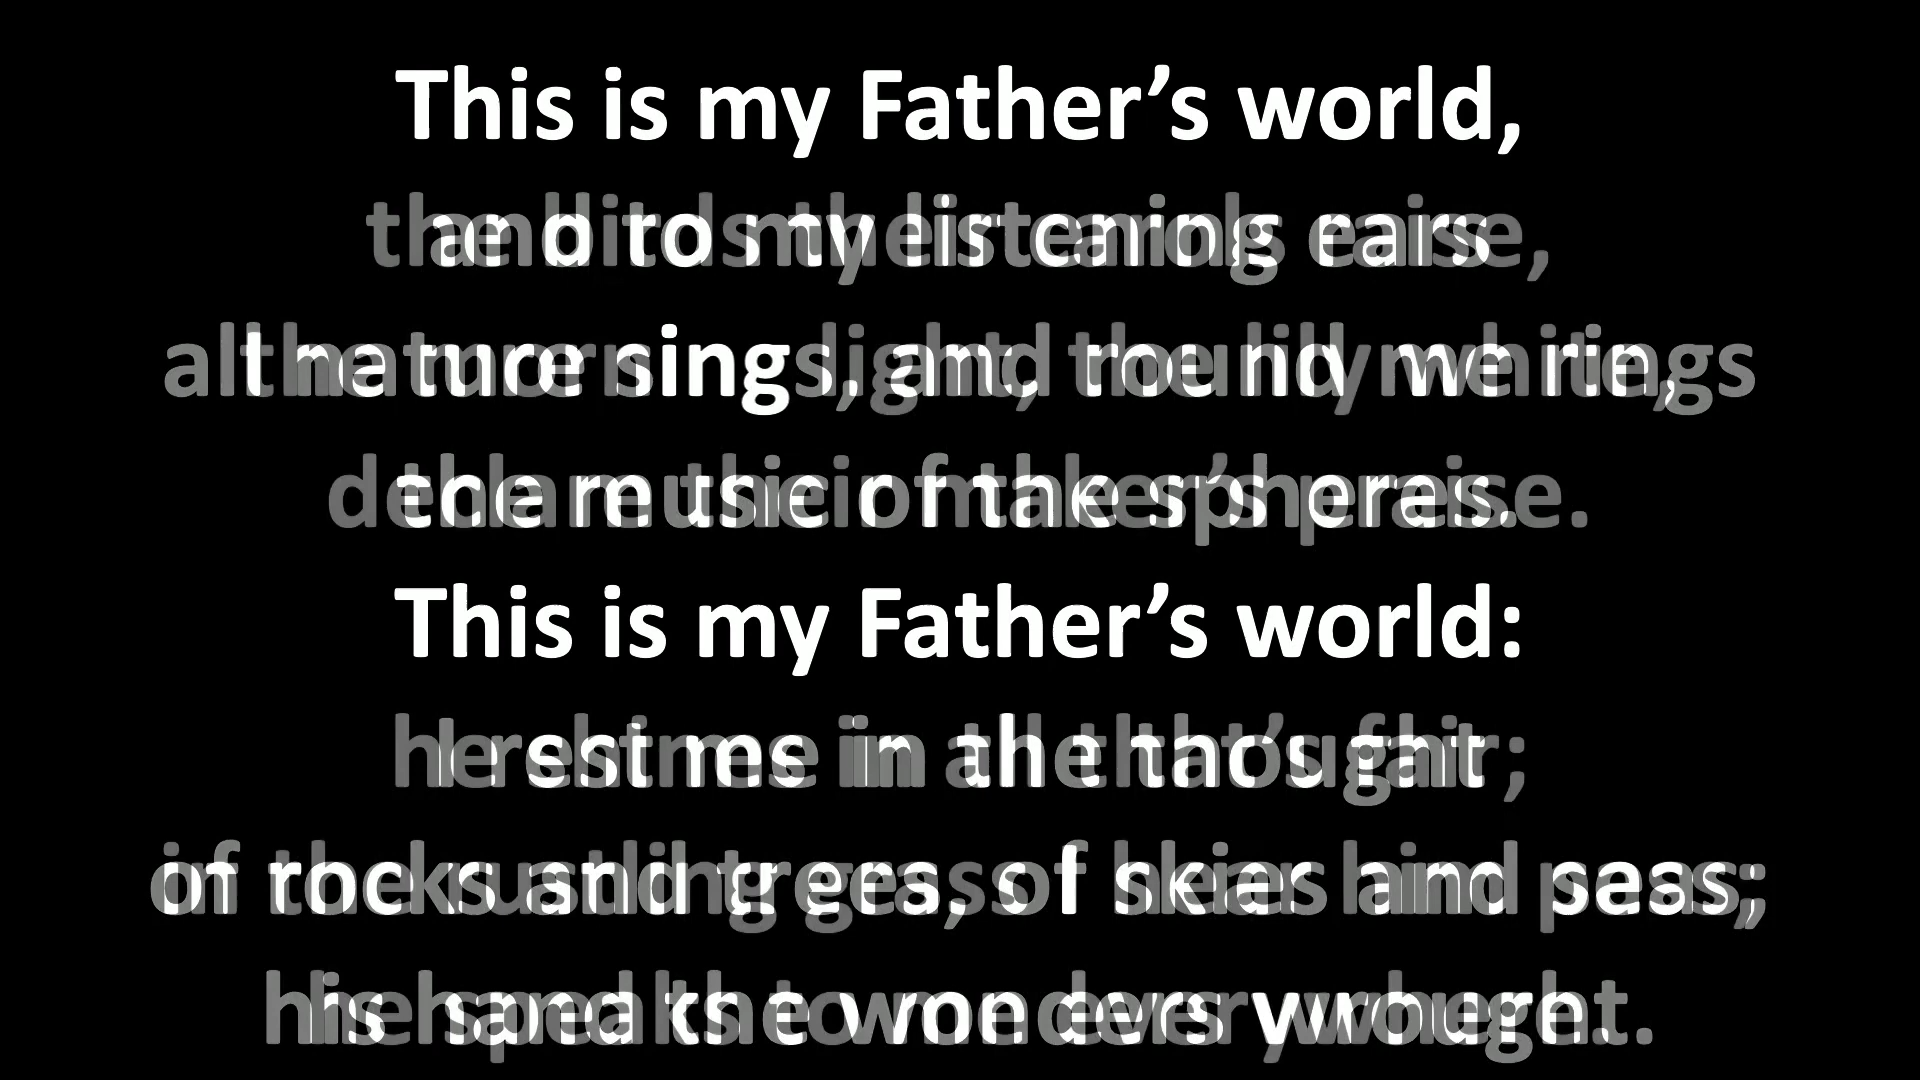 This is my Father’s world,
and to my listening ears
the birds their carols raise,
all nature sings, and round me rings
the morning light, the lily white,
the music of the spheres.
declare their maker’s praise.
This is my Father’s world:
I rest me in the thought
he shines in all that’s fair;
of rocks and trees, of skies and seas;
in the rustling grass I hear him pass;
his hand the wonders wrought.
he speaks to me everywhere.